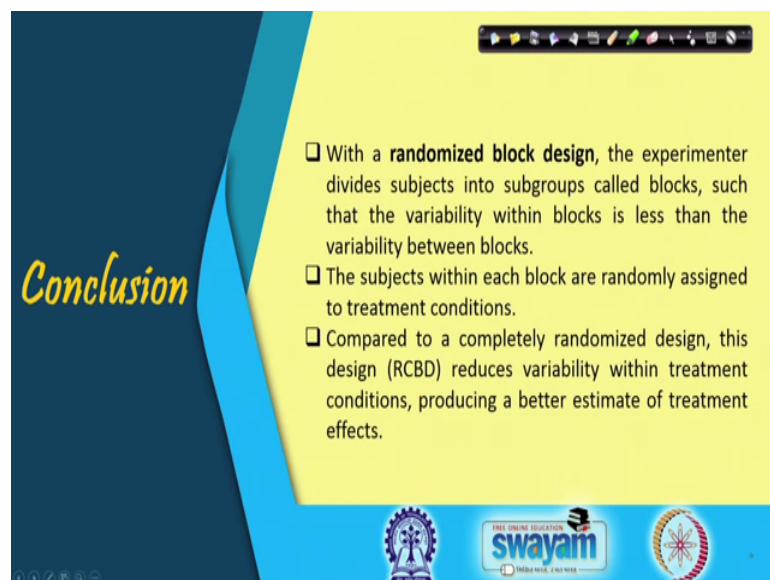 Conclusion
❑ With a randomized block design, the experimenter
divides subjects into subgroups called blocks, such
that the variability within blocks is less than the
variability between blocks.
❑ The subjects within each block are randomly assigned
to treatment conditions.
❑ Compared to a completely randomized design, this
design (RCBD) reduces variability within treatment
conditions, producing a better estimate of treatment
effects.
FREE ONLINE EDUCATION
swayam